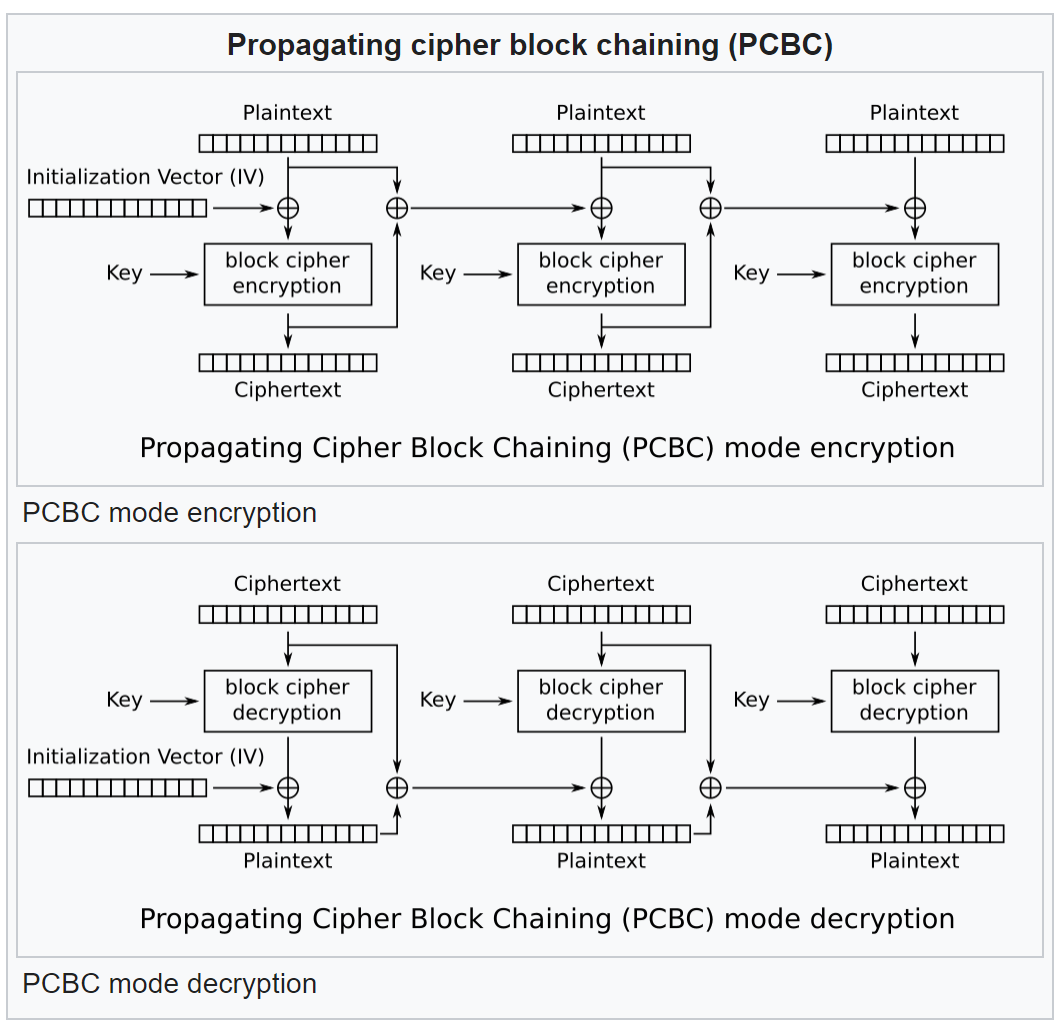 Propagating cipher block chaining (PCBC)
Plaintext Plaintext Plaintext
Initialization Vector (IV)
Key block cipher encryption Key block cipher encryption Key block cipher encryption
Ciphertext Ciphertext Ciphertext
Propagating Cipher Block Chaining (PCBC) mode encryption
PCBC mode encryption
Ciphertext Ciphertext Ciphertext
Key block cipher decryption Key block cipher decryption Key block cipher decryption
Initialization Vector (IV)
Plaintext Plaintext Plaintext
Propagating Cipher Block Chaining (PCBC) mode decryption
PCBC mode decryption